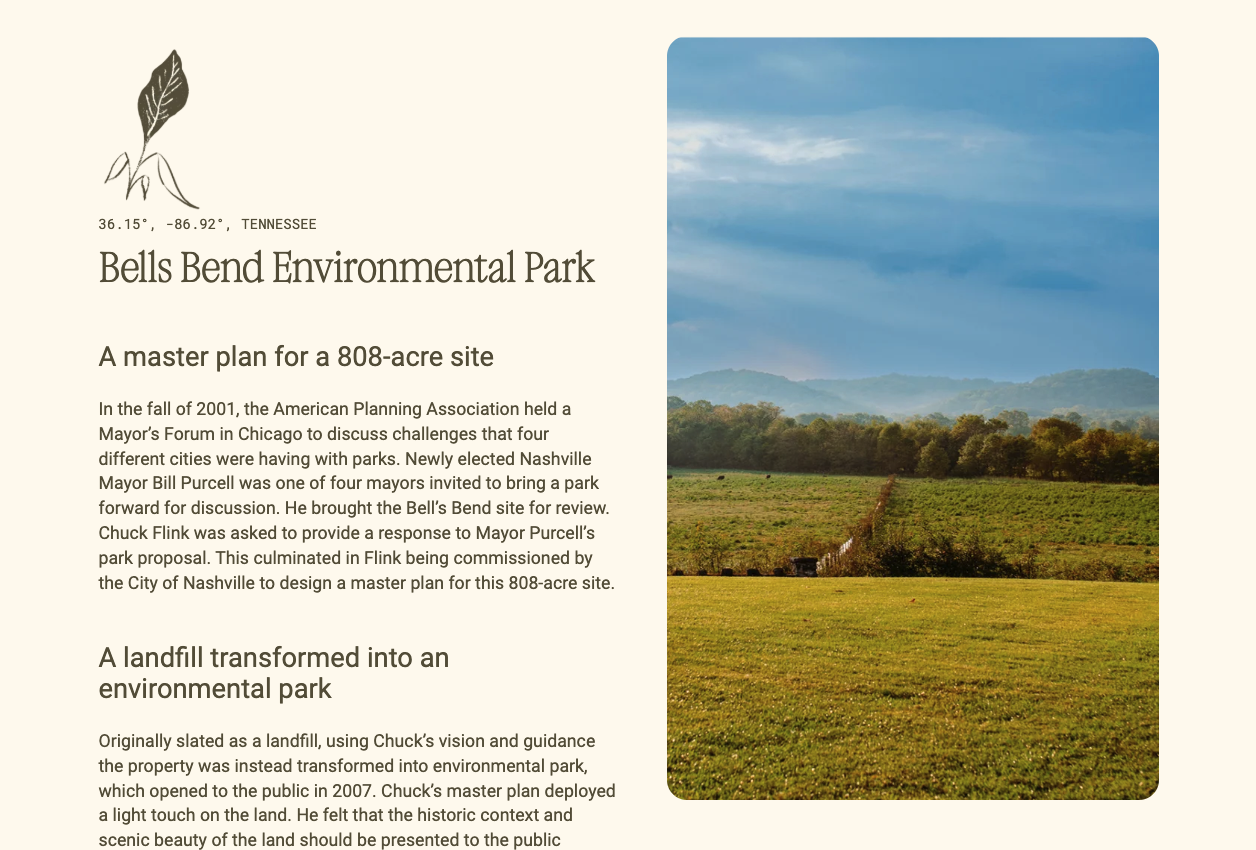 36.15°, -86.92°, TENNESSEE
Bells Bend Environmental Park
A master plan for a 808-acre site
In the fall of 2001, the American Planning Association held a
Mayor’s Forum in Chicago to discuss challenges that four
different cities were having with parks. Newly elected Nashville
Mayor Bill Purcell was one of four mayors invited to bring a park
forward for discussion. He brought the Bell’s Bend site for review.
Chuck Flink was asked to provide a response to Mayor Purcell’s
park proposal. This culminated in Flink being commissioned by
the City of Nashville to design a master plan for this 808-acre site.
A landfill transformed into an
environmental park
Originally slated as a landfill, using Chuck’s vision and guidance
the property was instead transformed into environmental park,
which opened to the public in 2007. Chuck’s master plan deployed
a light touch on the land. He felt that the historic context and
scenic beauty of the land should be presented to the public